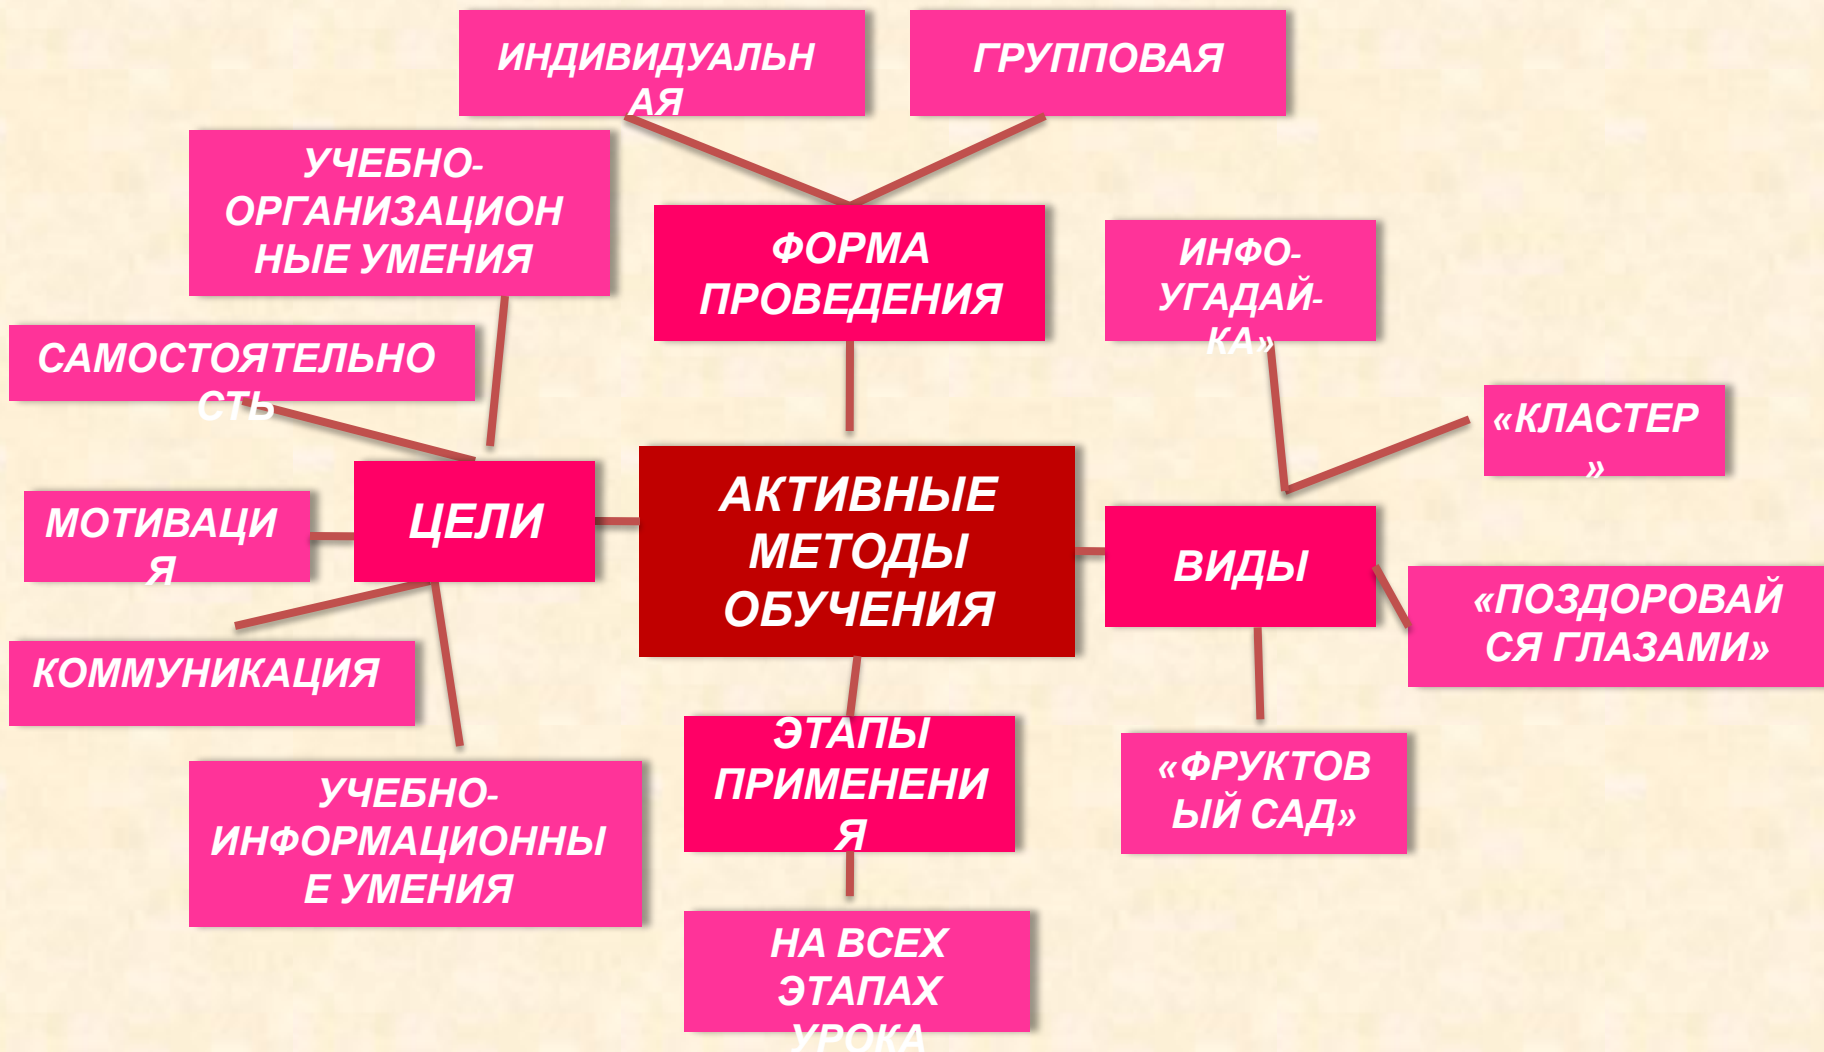 ИНДИВИДУАЛЬН
АЯ
ГРУППОВАЯ
УЧЕБНО-
ОРГАНИЗАЦИОН
НЫЕ УМЕНИЯ
ФОРМА
ПРОВЕДЕНИЯ
ИНФО-
УГАДАЙ-
КА»
САМОСТОЯТЕЛЬНО
СТЬ
«КЛАСТЕР
»
МОТИВАЦИ
Я
ЦЕЛИ
АКТИВНЫЕ
МЕТОДЫ
ОБУЧЕНИЯ
ВИДЫ
«ПОЗДОРОВАЙ
СЯ ГЛАЗАМИ»
КОММУНИКАЦИЯ
УЧЕБНО-
ИНФОРМАЦИОННЫ
Е УМЕНИЯ
ЭТАПЫ
ПРИМЕНЕНИ
Я
«ФРУКТОВ
ЫЙ САД»
НА ВСЕХ
ЭТАПАХ
УРОКА